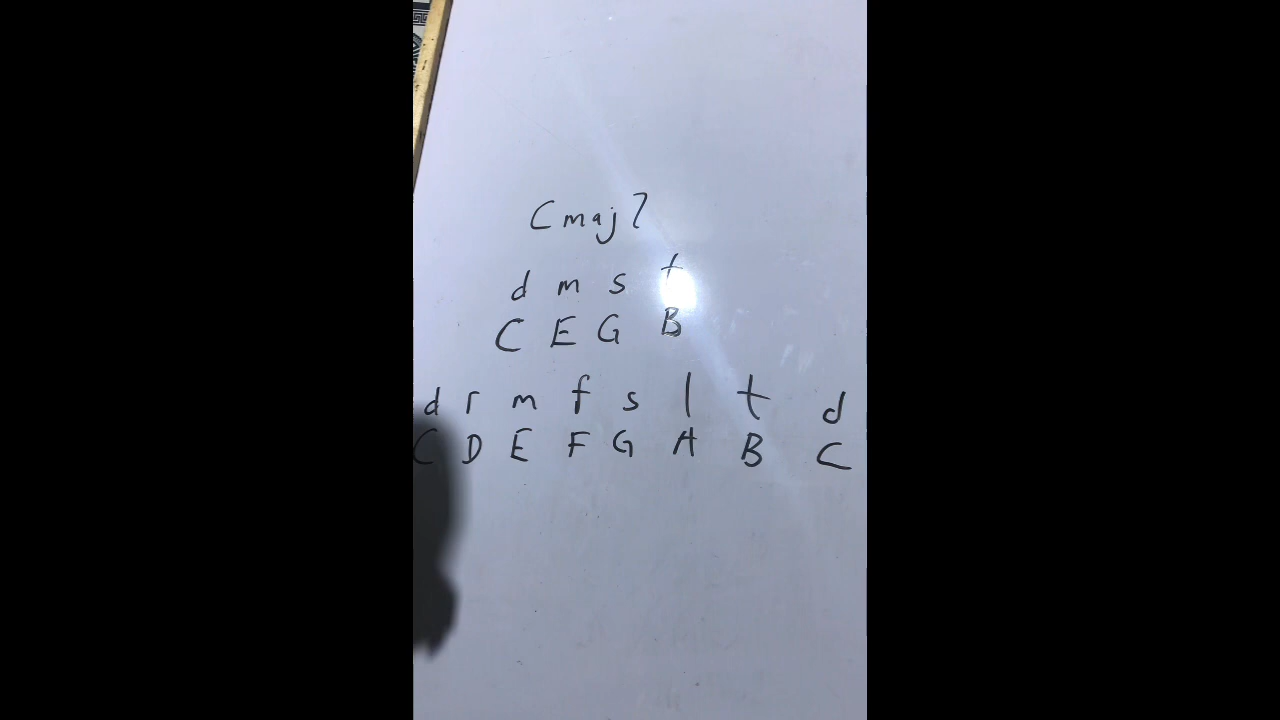 Cmaj7
d m s t
C E G B
d r m f s l t d
C D E F G A B C